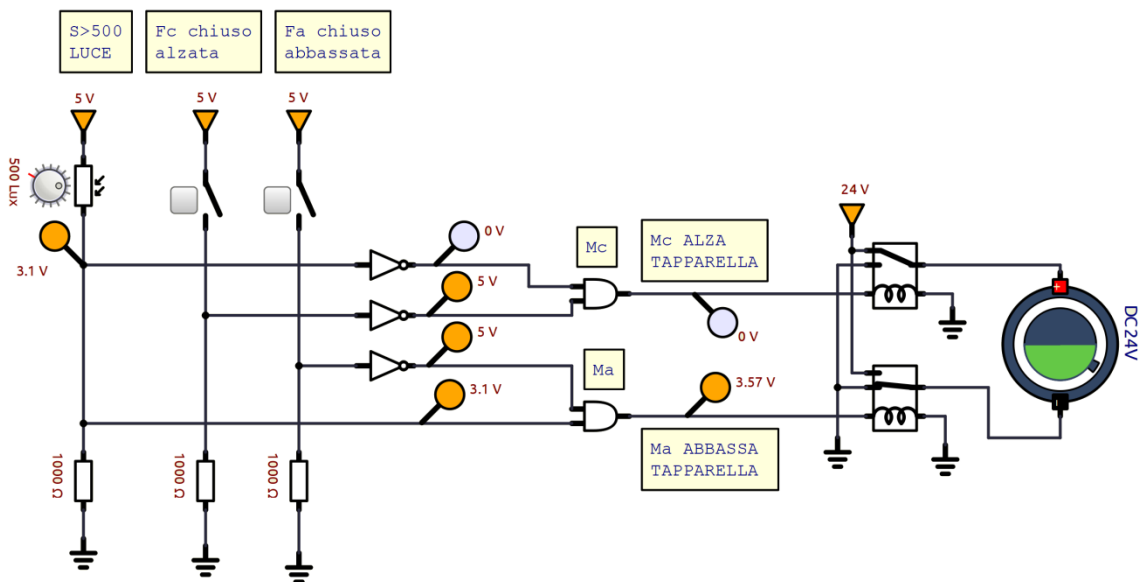 S>500
LUCE
Fc chiuso
alzata
Fa chiuso
abbassata
5 V
5 V
5 V
500 Lux
3.1 V
0 V
5 V
5 V
3.1 V
Mc
Mc ALZA
TAPPARELLA
0 V
Ma
3.57 V
Ma ABBASSA
TAPPARELLA
24 V
+
DC24V
1000 Ω
1000 Ω
1000 Ω